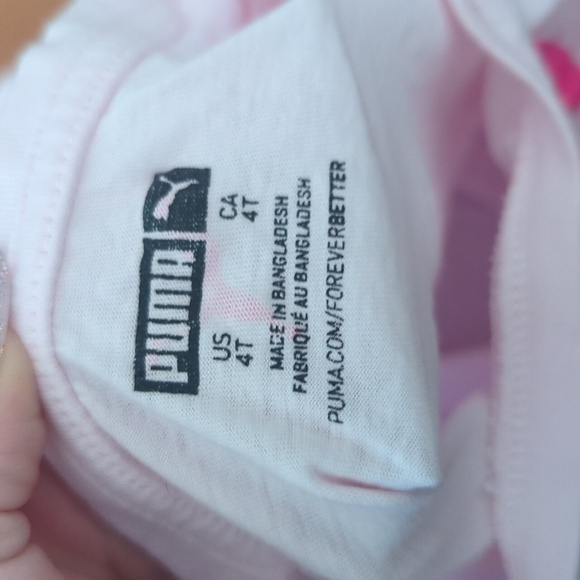 PUMA
US CA
4T 4T
MADE IN BANGLADESH
FABRIQUÉ AU BANGLADESH
PUMA.COM/FOREVERBETTER